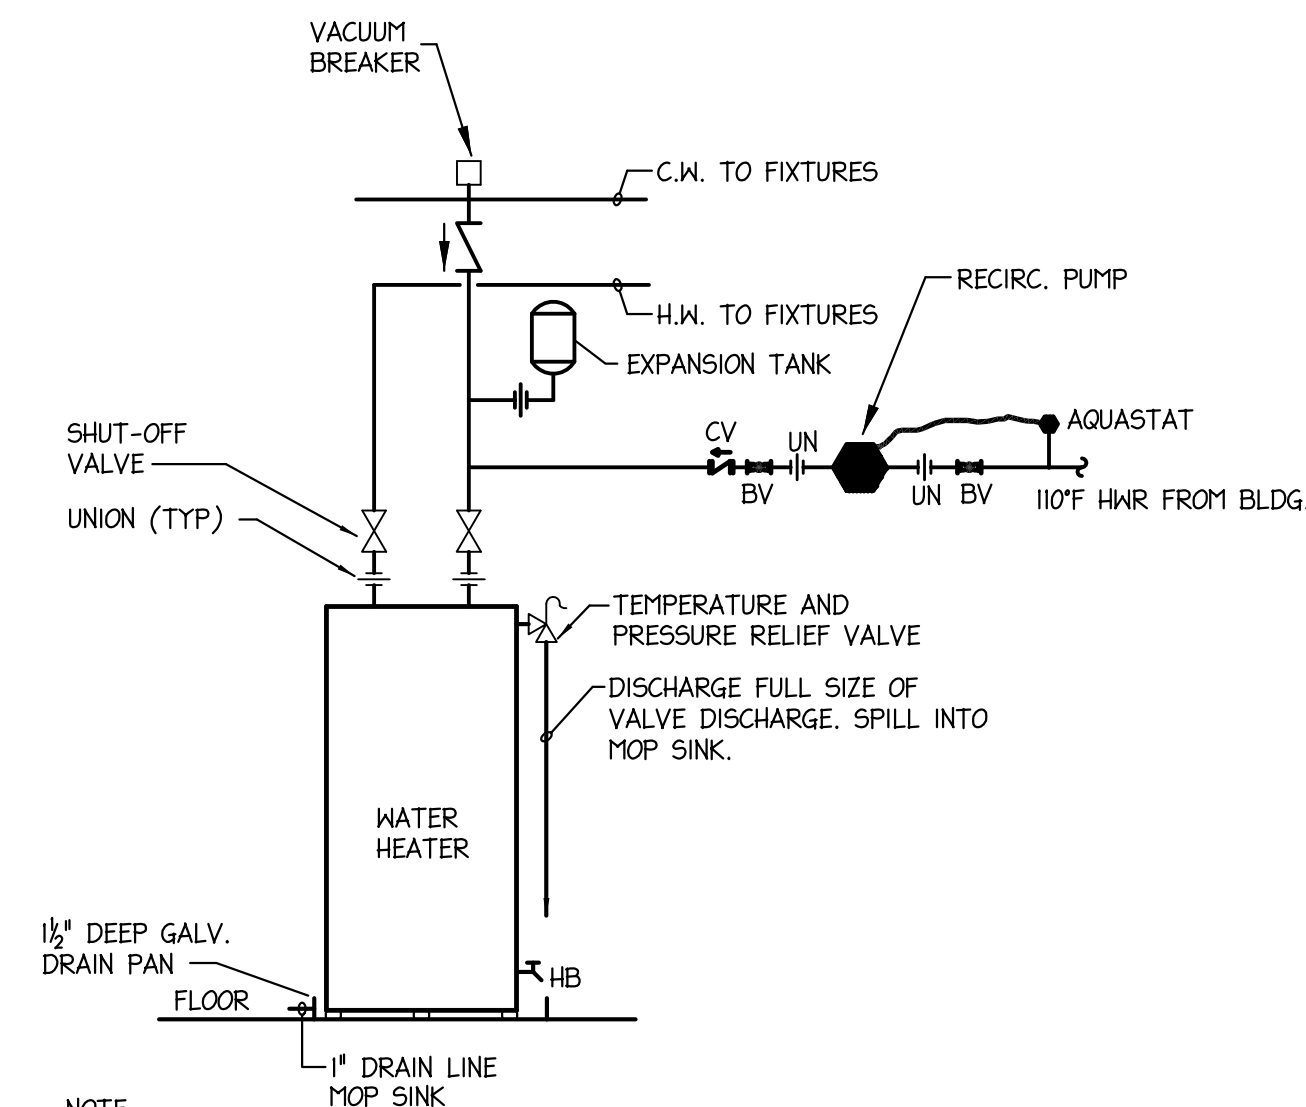 VACUUM
BREAKER
C.W. TO FIXTURES
RECIRC. PUMP
H.W. TO FIXTURES
EXPANSION TANK
AQUASTAT
SHUT-OFF
VALVE
CV
UN
BV
UN
BV
110°F HWR FROM BLDG.
UNION (TYP)
TEMPERATURE AND
PRESSURE RELIEF VALVE
DISCHARGE FULL SIZE OF
VALVE DISCHARGE. SPILL INTO
MOP SINK.
WATER
HEATER
1½" DEEP GALV.
DRAIN PAN
HB
FLOOR
1" DRAIN LINE
MOP SINK
NOTE